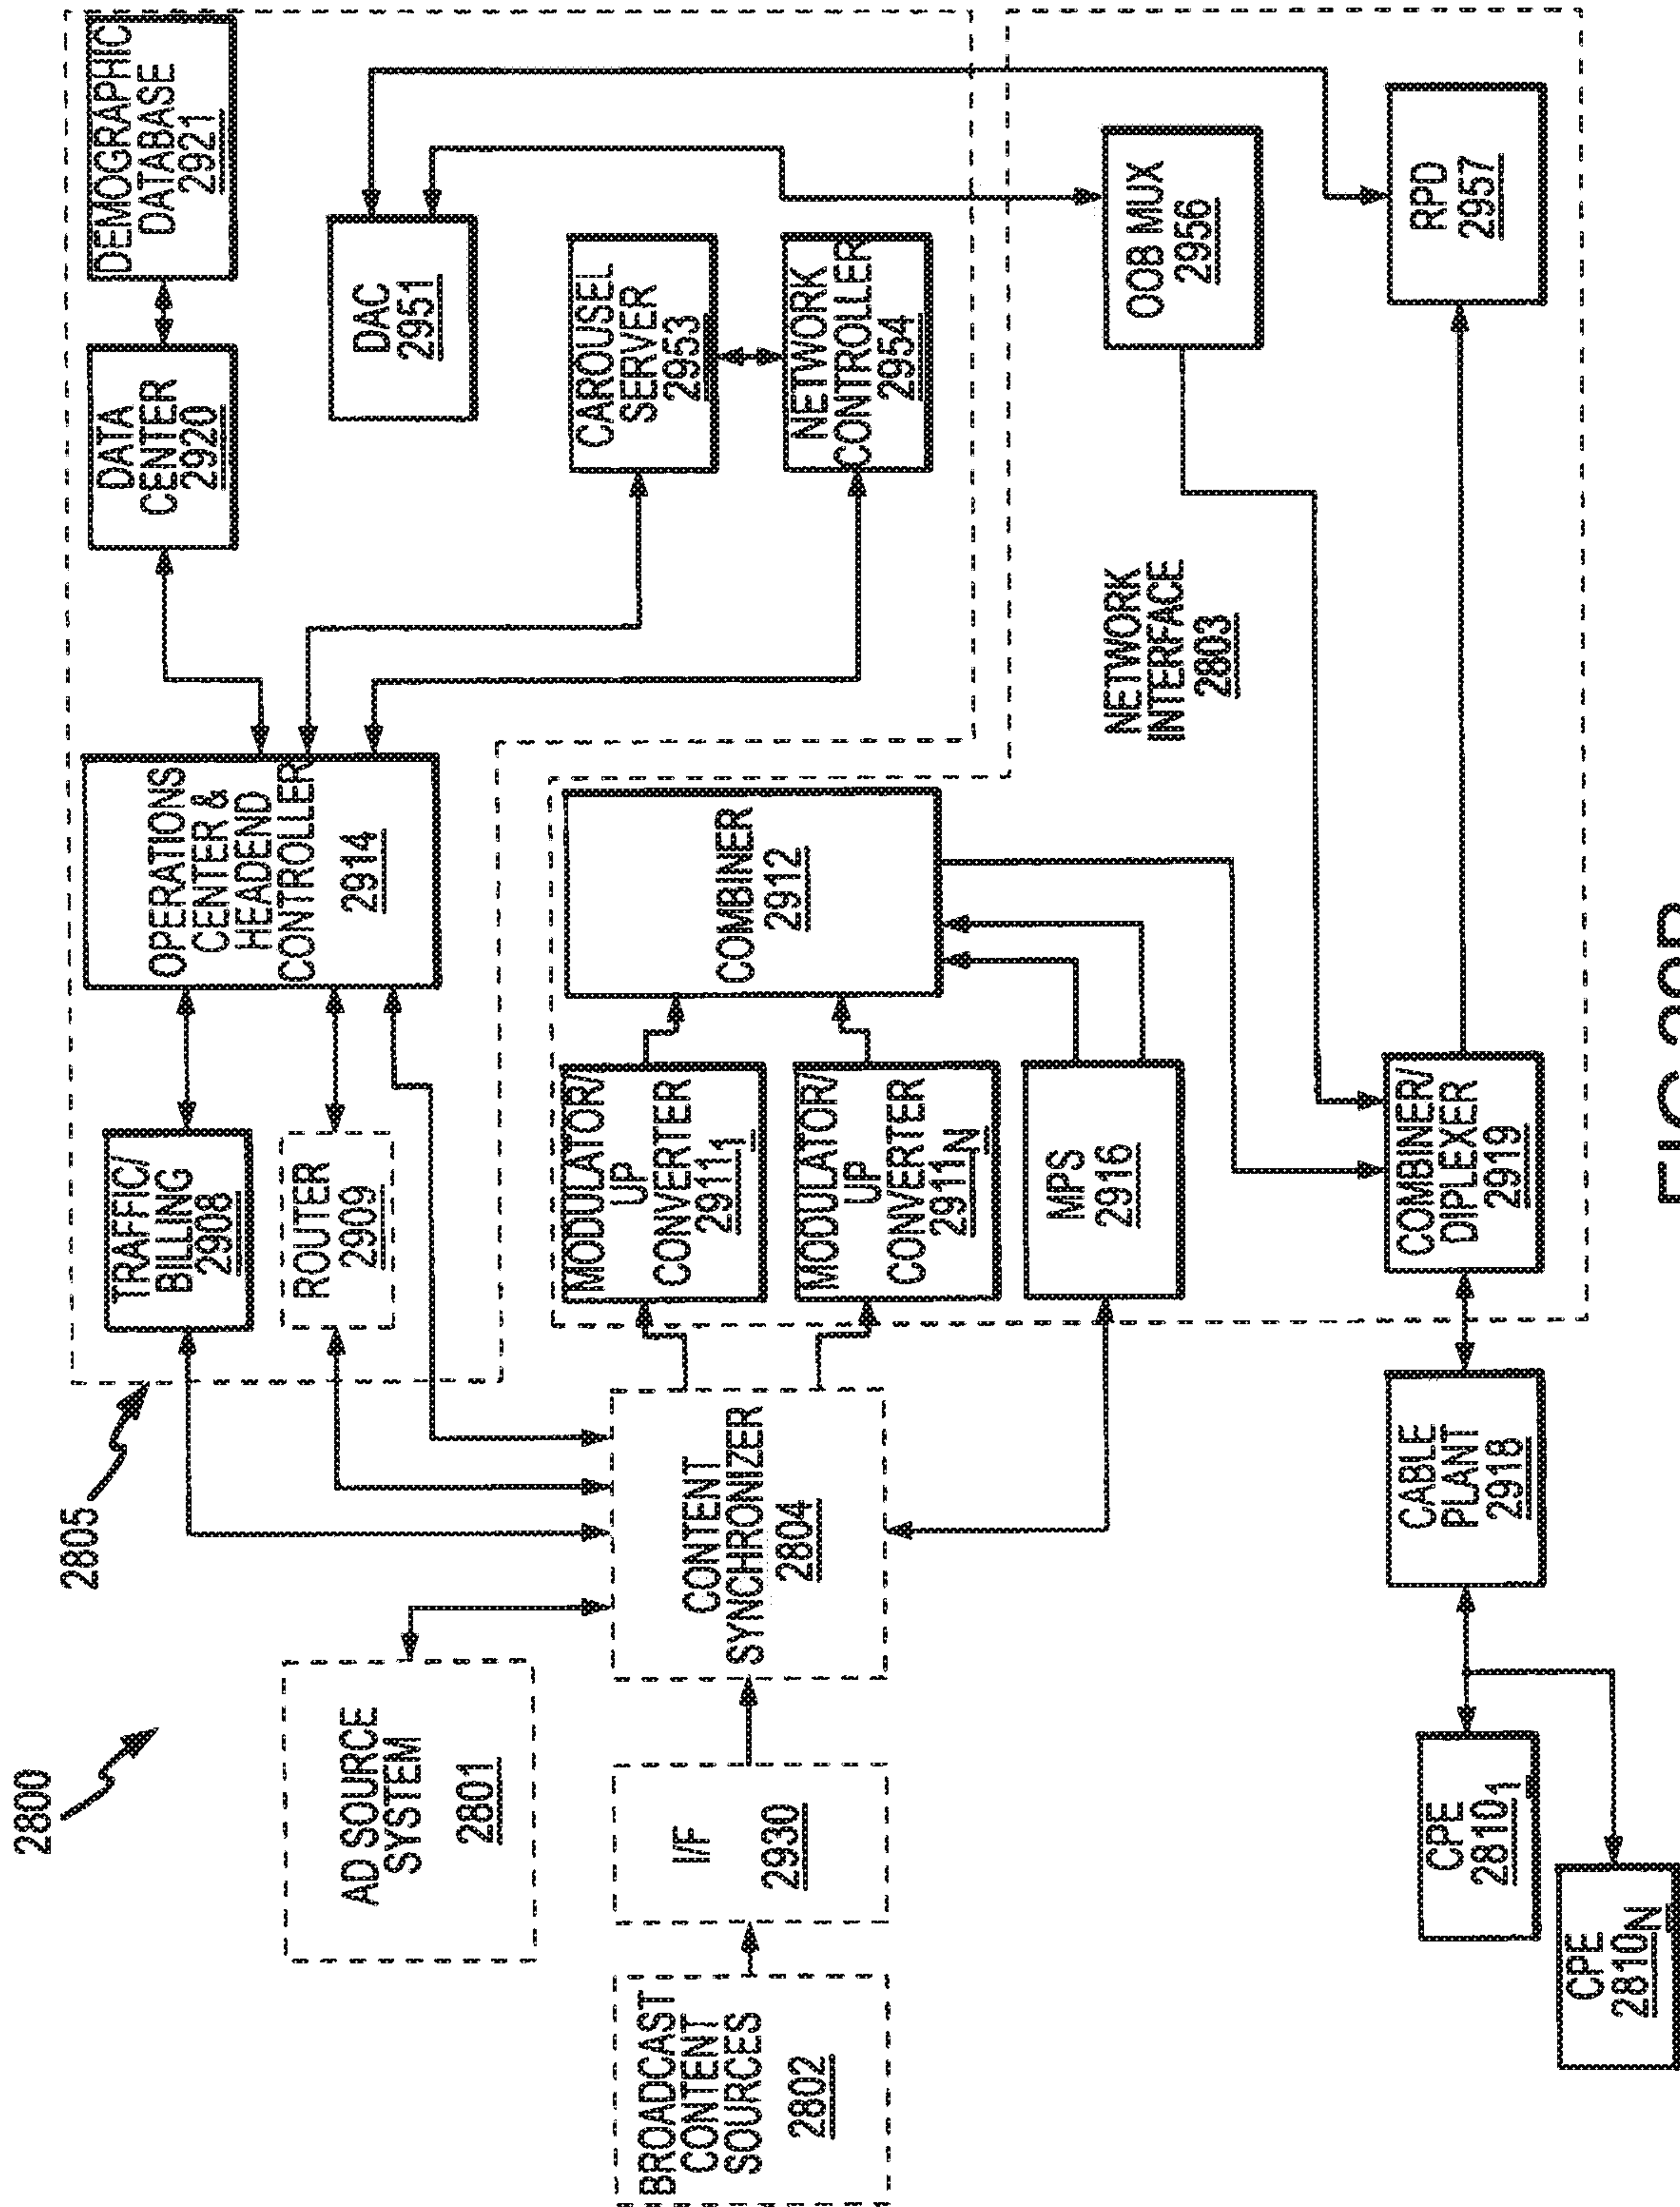 2800
2805
DEMOGRAPHIC
DATABASE
2921
DATA
CENTER
2920
OPERATIONS
CENTER &
HEADEND
CONTROLLER
2914
TRAFFIC/
BILLING
2908
ROUTER
2909
DAC
2951
CAROUSEL
SERVER
2953
NETWORK
CONTROLLER
2954
AD SOURCE
SYSTEM
2801
BROADCAST
CONTENT
SOURCES
2802
I/F
2930
CONTENT
SYNCHRONIZER
2804
MODULATOR/
UP
CONVERTER
2911₁
MODULATOR/
UP
CONVERTER
2911N
MPS
2916
COMBINER
2912
NETWORK
INTERFACE
2803
OOB MUX
2956
RPD
2957
COMBINER/
DIPLEXER
2919
CABLE
PLANT
2918
CPE
2810₁
CPE
2810N